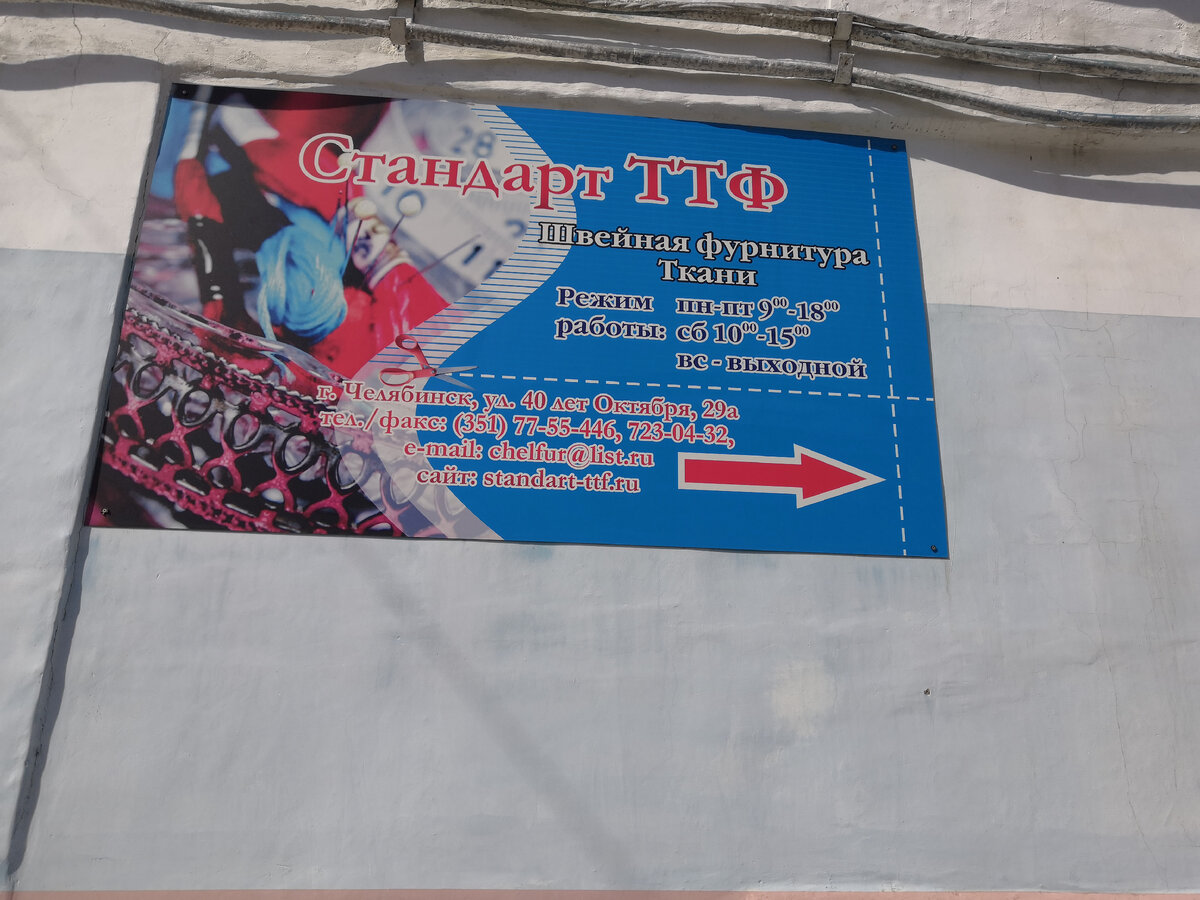 Стандарт ТТФ
Швейная фурнитура
Ткани
Режим пн-пт 9⁰⁰-18⁰⁰
работы: сб 10⁰⁰-15⁰⁰
вс - выходной
г. Челябинск, ул. 40 лет Октября, 29а
тел./факс: (351) 77-55-446, 723-04-32,
e-mail: chelfur@list.ru
сайт: standart-ttf.ru
28
11